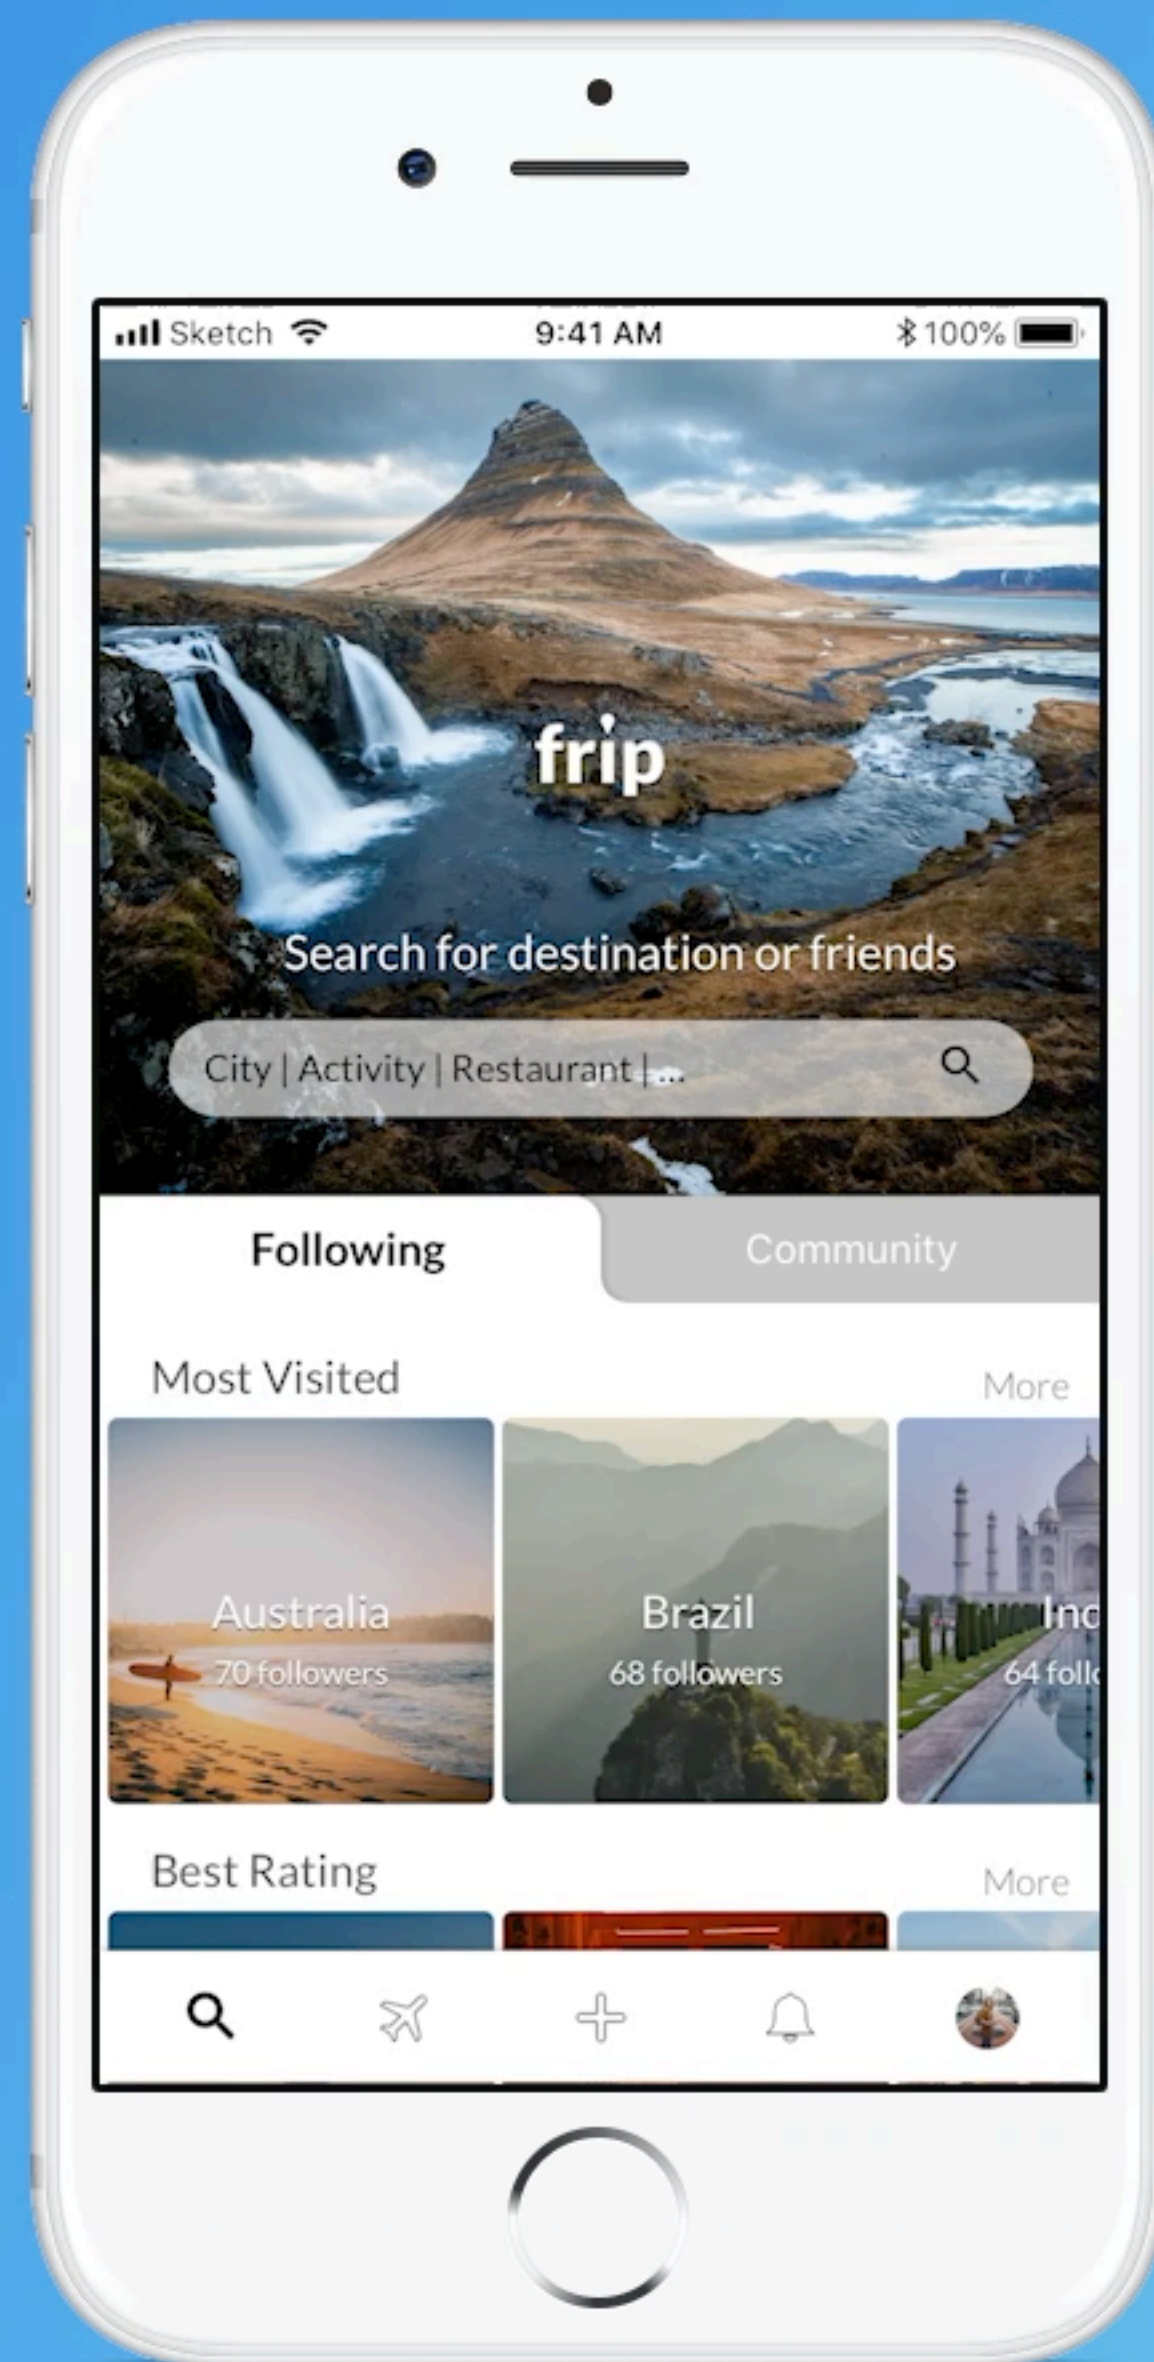 Sketch 9:41 AM 100%
frip
Search for destination or friends
City | Activity | Restaurant | ...
Following Community
Most Visited More
Australia Brazil
70 followers 68 followers 64
Best Rating More